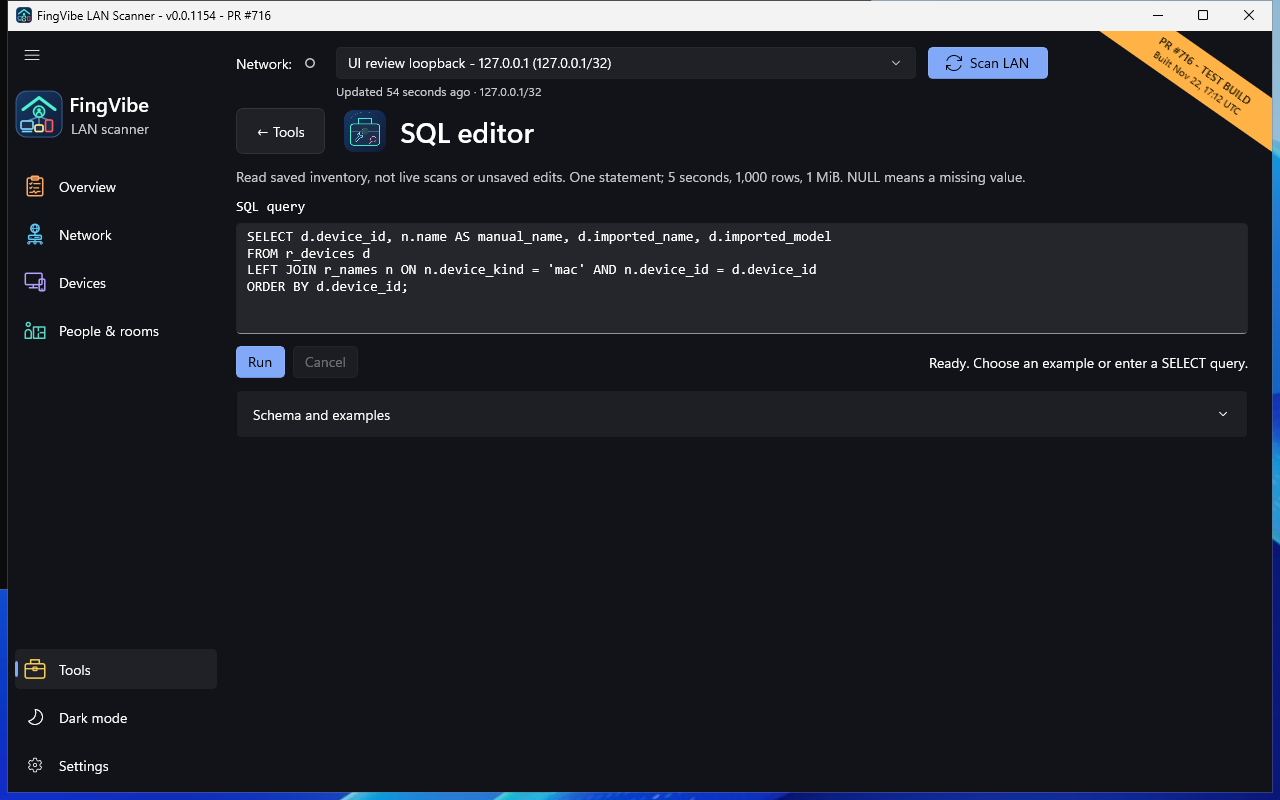 FingVibe LAN Scanner - v0.0.1154 - PR #716
Network:
UI review loopback - 127.0.0.1 (127.0.0.1/32)
Scan LAN
Updated 54 seconds ago · 127.0.0.1/32
PR #716 - TEST BUILD
Built Nov 22, 17:12 UTC
FingVibe
LAN scanner
← Tools
SQL editor
Overview
Network
Devices
People & rooms
Read saved inventory, not live scans or unsaved edits. One statement; 5 seconds, 1,000 rows, 1 MiB. NULL means a missing value.
SQL query
SELECT d.device_id, n.name AS manual_name, d.imported_name, d.imported_model
FROM r_devices d
LEFT JOIN r_names n ON n.device_kind = 'mac' AND n.device_id = d.device_id
ORDER BY d.device_id;
Run
Cancel
Ready. Choose an example or enter a SELECT query.
Schema and examples
Tools
Dark mode
Settings